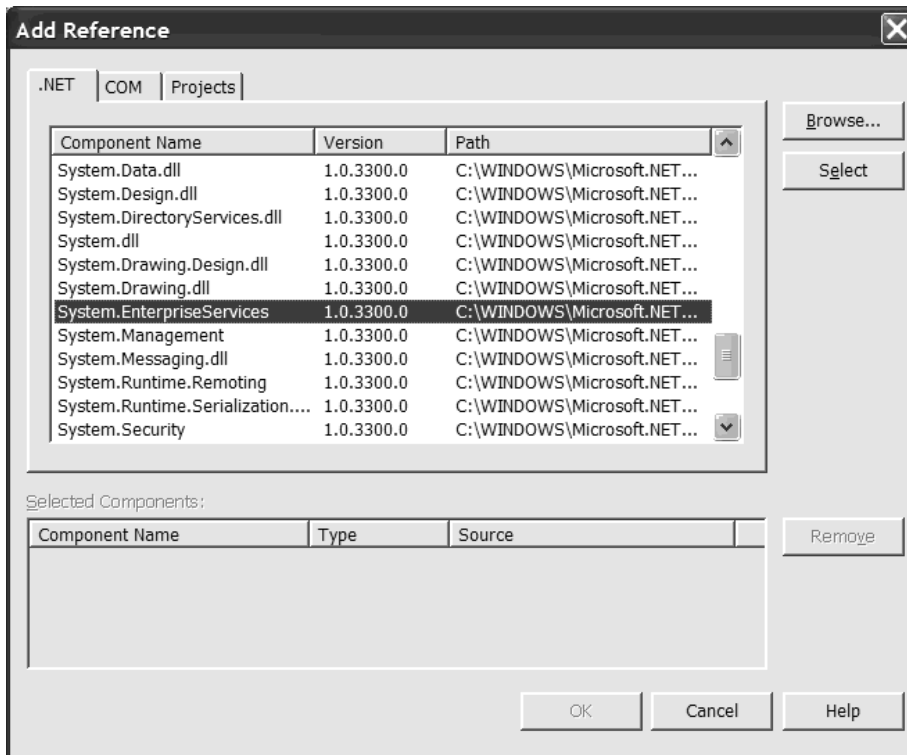 Add Reference
.NET COM Projects
Browse...
Select
Component Name Version Path
System.Data.dll 1.0.3300.0 C:\WINDOWS\Microsoft.NET...
System.Design.dll 1.0.3300.0 C:\WINDOWS\Microsoft.NET...
System.DirectoryServices.dll 1.0.3300.0 C:\WINDOWS\Microsoft.NET...
System.dll 1.0.3300.0 C:\WINDOWS\Microsoft.NET...
System.Drawing.Design.dll 1.0.3300.0 C:\WINDOWS\Microsoft.NET...
System.Drawing.dll 1.0.3300.0 C:\WINDOWS\Microsoft.NET...
System.EnterpriseServices 1.0.3300.0 C:\WINDOWS\Microsoft.NET...
System.Management 1.0.3300.0 C:\WINDOWS\Microsoft.NET...
System.Messaging.dll 1.0.3300.0 C:\WINDOWS\Microsoft.NET...
System.Runtime.Remoting 1.0.3300.0 C:\WINDOWS\Microsoft.NET...
System.Runtime.Serialization.... 1.0.3300.0 C:\WINDOWS\Microsoft.NET...
System.Security 1.0.3300.0 C:\WINDOWS\Microsoft.NET...
Selected Components:
Component Name Type Source
Remove
OK Cancel Help